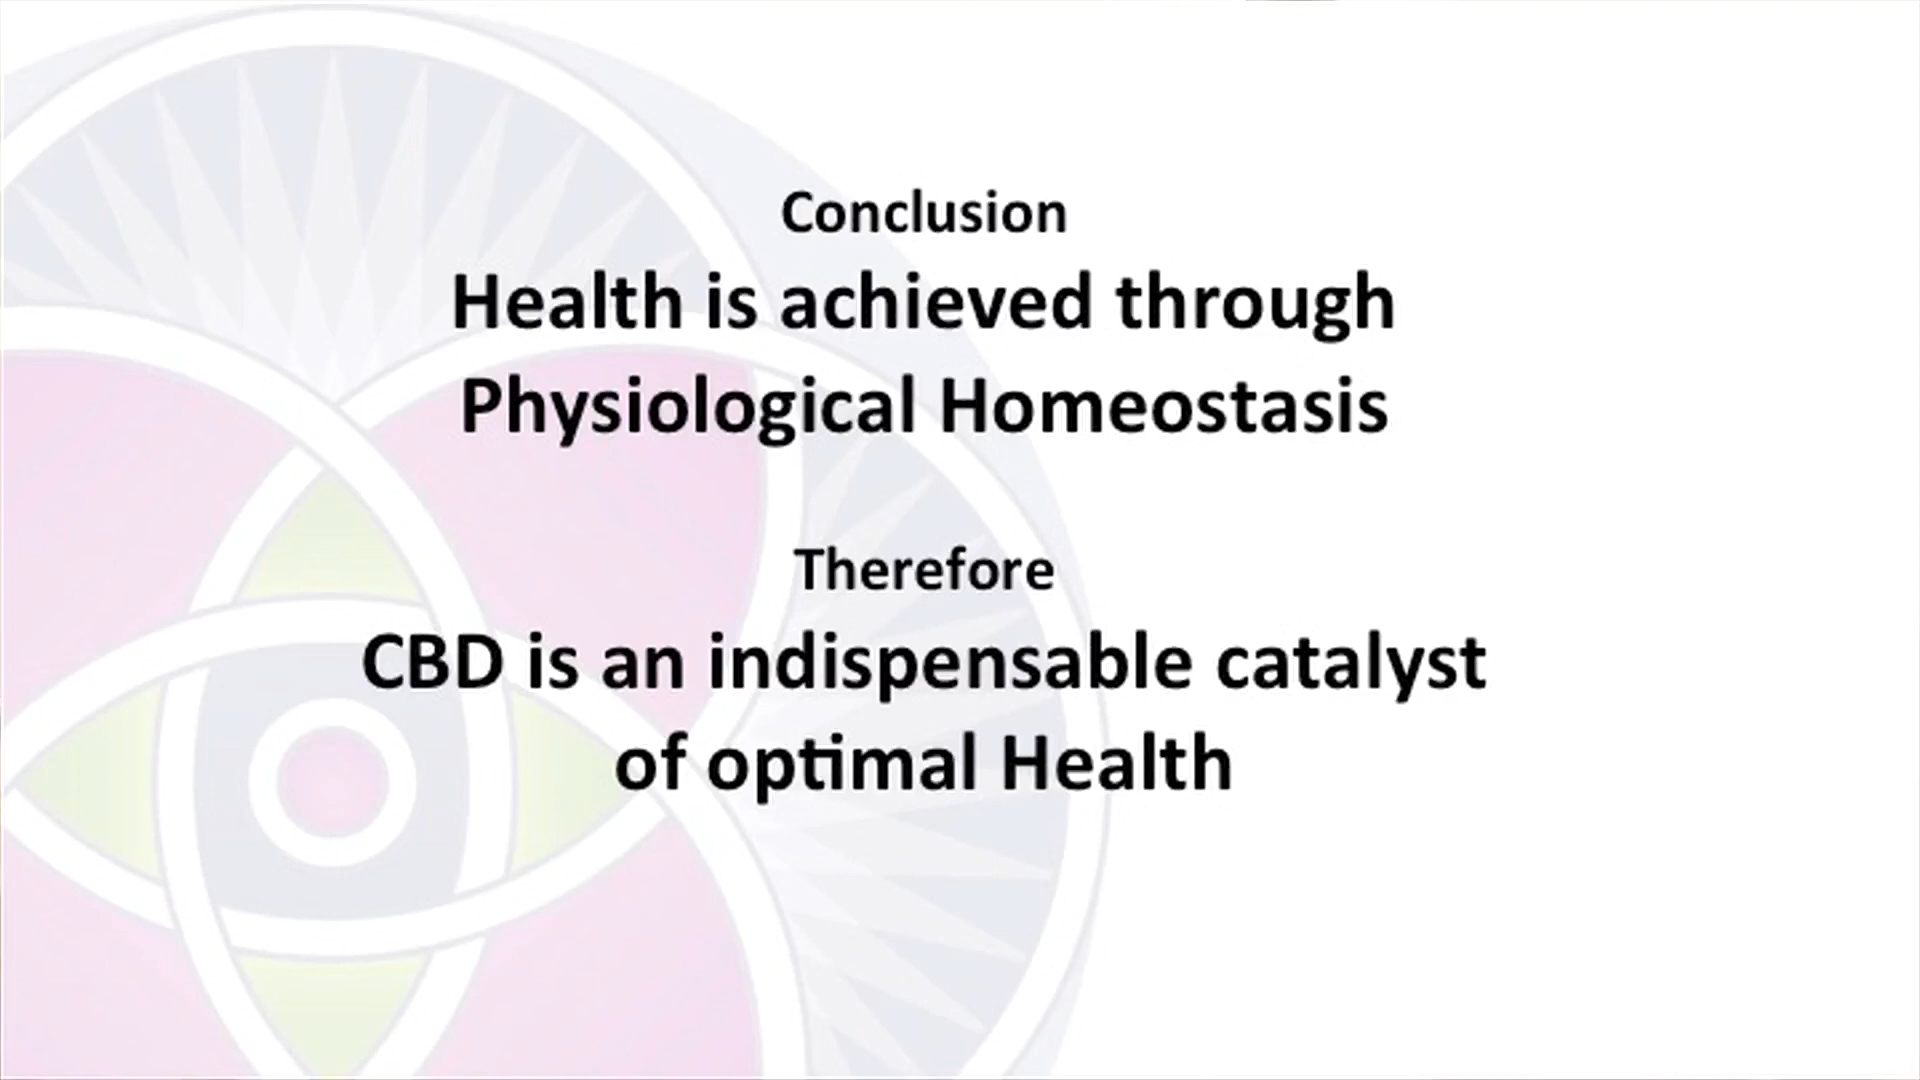 Conclusion
Health is achieved through
Physiological Homeostasis
Therefore
CBD is an indispensable catalyst
of optimal Health